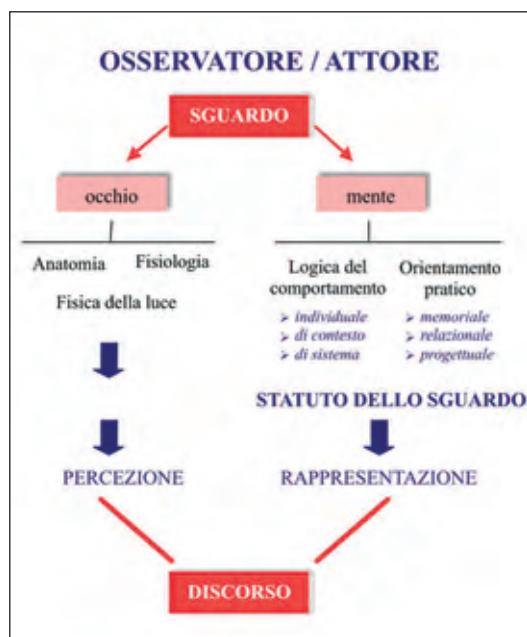 OSSERVATORE / ATTORE
SGUARDO
occhio
mente
Anatomia
Fisiologia
Fisica della luce
Logica del
comportamento
➢ individuale
➢ di contesto
➢ di sistema
Orientamento
pratico
➢ memoriale
➢ relazionale
➢ progettuale
STATUTO DELLO SGUARDO
PERCEZIONE
RAPPRESENTAZIONE
DISCORSO